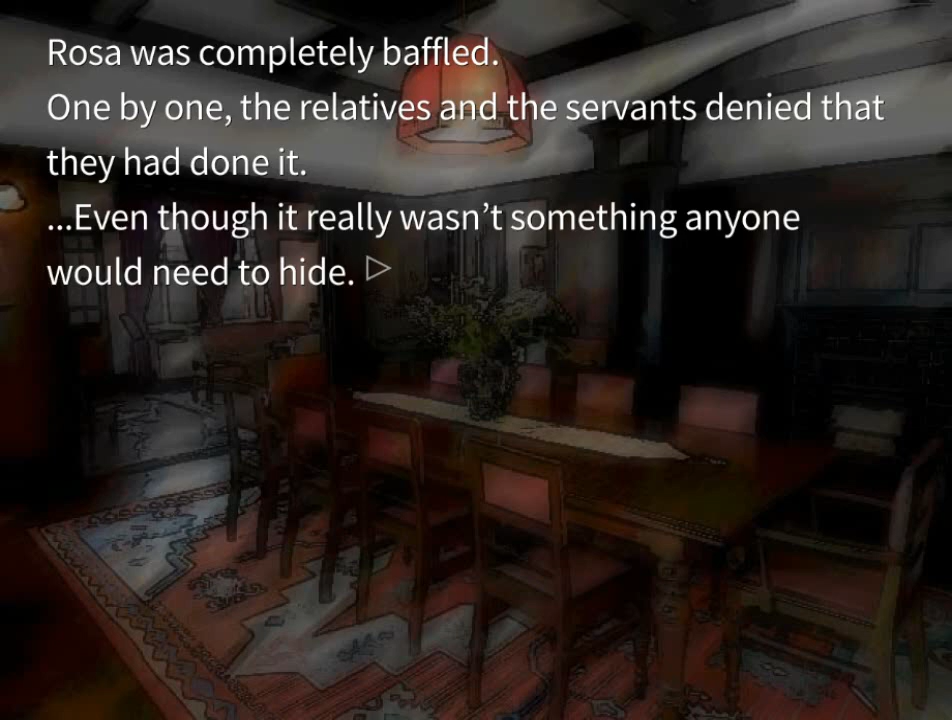 Rosa was completely baffled.
One by one, the relatives and the servants denied that
they had done it.
...Even though it really wasn’t something anyone
would need to hide.